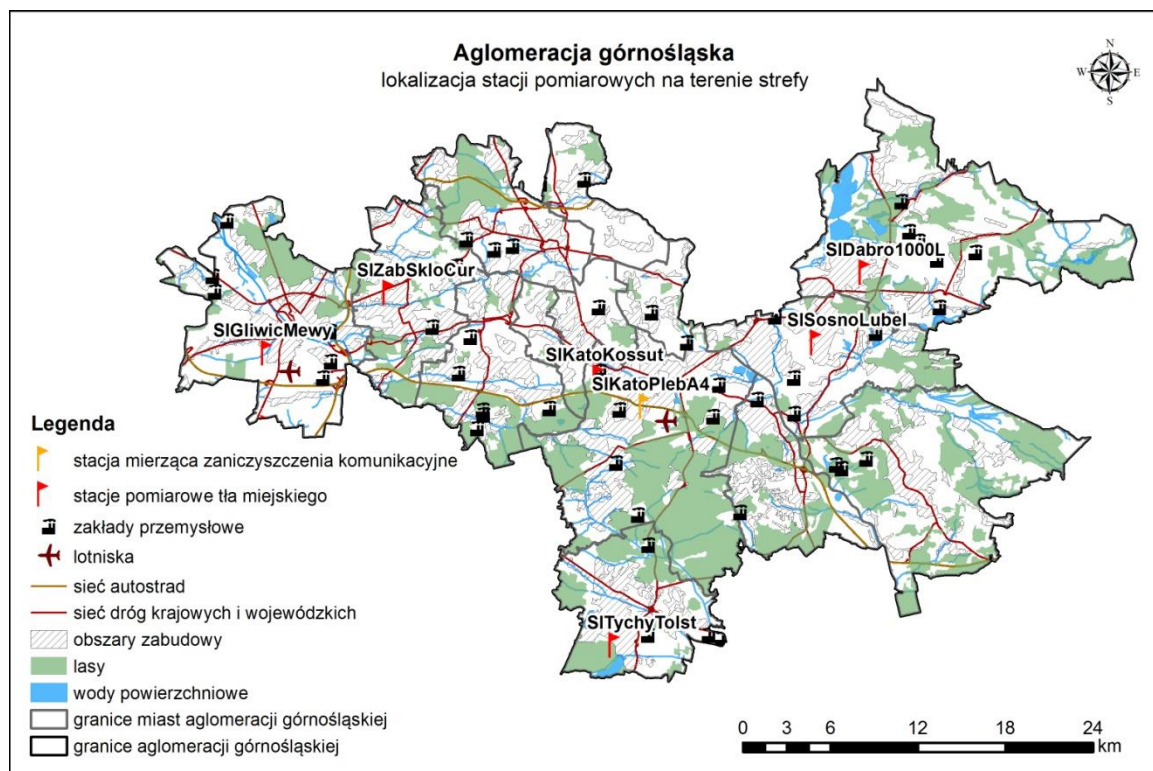 Aglomeracja górnośląska
lokalizacja stacji pomiarowych na terenie strefy
N
W E
S
SlDabro1000L
SlZabSkloCur
SlSosnoLubel
SlGliwicMewy
SlKatoKossut
SlKatoPlebA4
SlTychyTolst
Legenda
stacja mierząca zaniczyszczenia komunikacyjne
stacje pomiarowe tła miejskiego
zakłady przemysłowe
lotniska
sieć autostrad
sieć dróg krajowych i wojewódzkich
obszary zabudowy
lasy
wody powierzchniowe
granice miast aglomeracji górnośląskiej
granice aglomeracji górnośląskiej
0 3 6 12 18 24
km